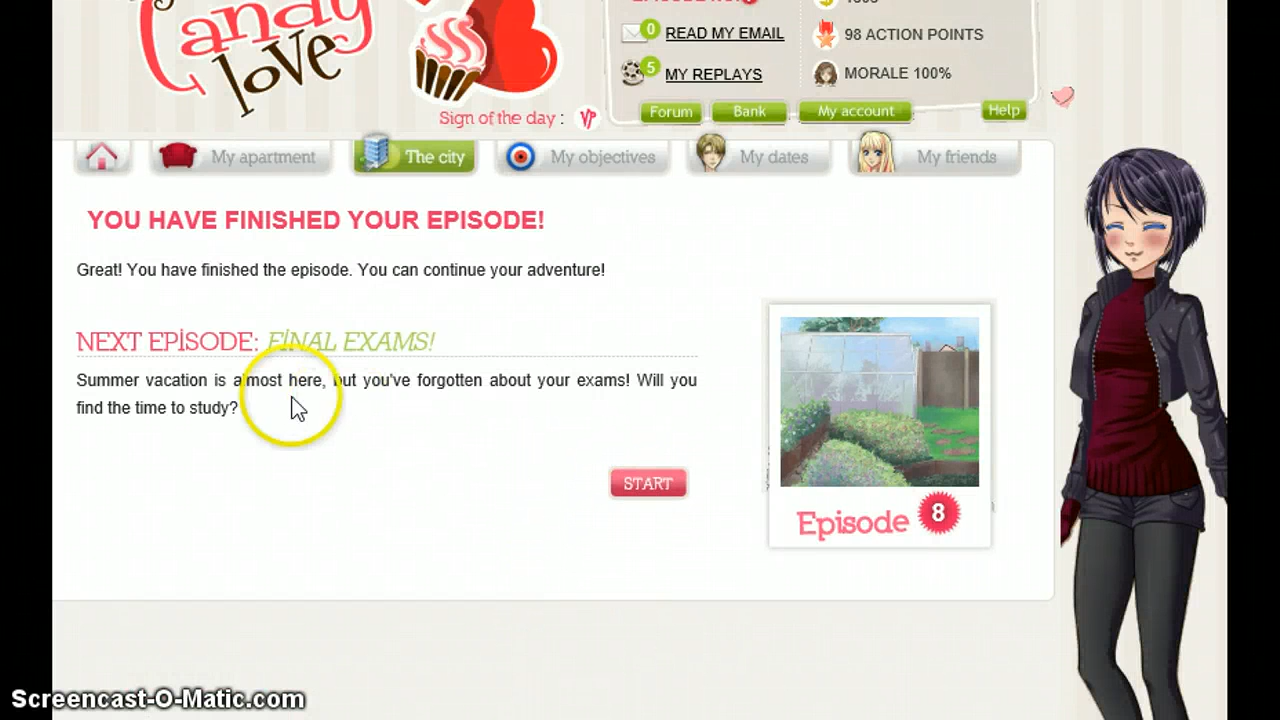 Candy
love
0 READ MY EMAIL
98 ACTION POINTS
5 MY REPLAYS
MORALE 100%
Sign of the day :
Forum
Bank
My account
Help
My apartment
The city
My objectives
My dates
My friends
YOU HAVE FINISHED YOUR EPISODE!
Great! You have finished the episode. You can continue your adventure!
NEXT EPİSODE: FİNAL EXAMS!
Summer vacation is almost here, but you've forgotten about your exams! Will you
find the time to study?
START
Episode 8
Screencast-O-Matic.com